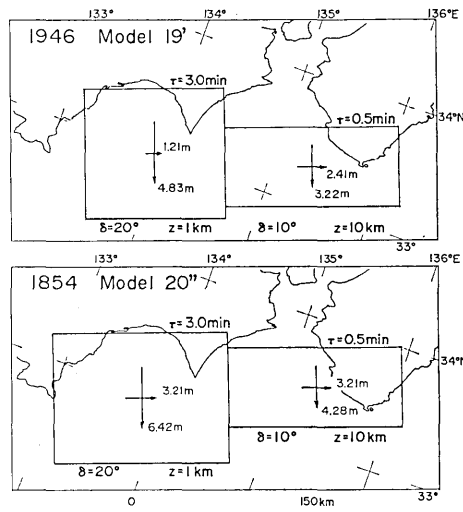 133° 134° 135° 136°E
1946 Model 19'
τ=3.0min
34°N
τ=0.5min
1.21m
2.41m
4.83m
3.22m
δ=20° z=1km δ=10° z=10km
33°
133° 134° 135° 136°E
1854 Model 20"
τ=3.0min
τ=0.5min
34°N
3.21m
3.21m
4.28m
6.42m
δ=10° z=10km
δ=20° z=1km
33°
0 150km